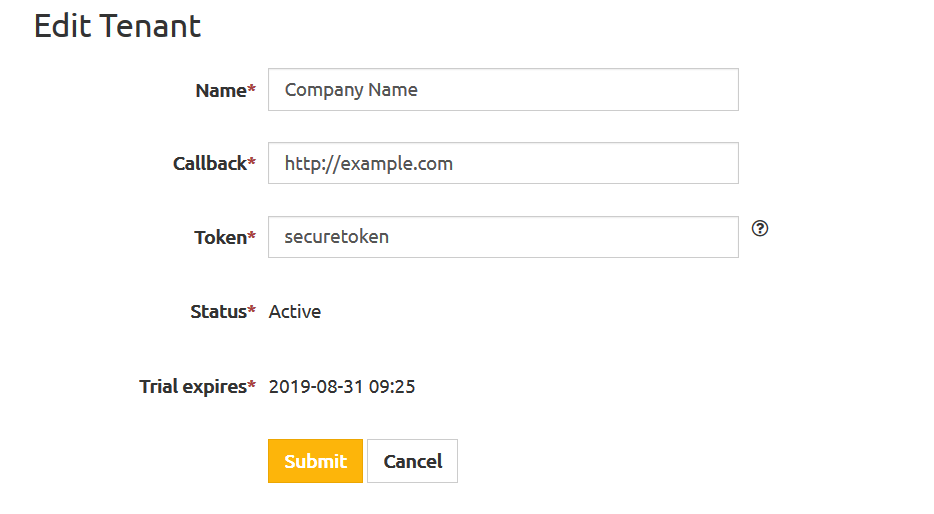 Edit Tenant
Name* Company Name
Callback* http://example.com
Token* securetoken
Status* Active
Trial expires* 2019-08-31 09:25
Submit Cancel